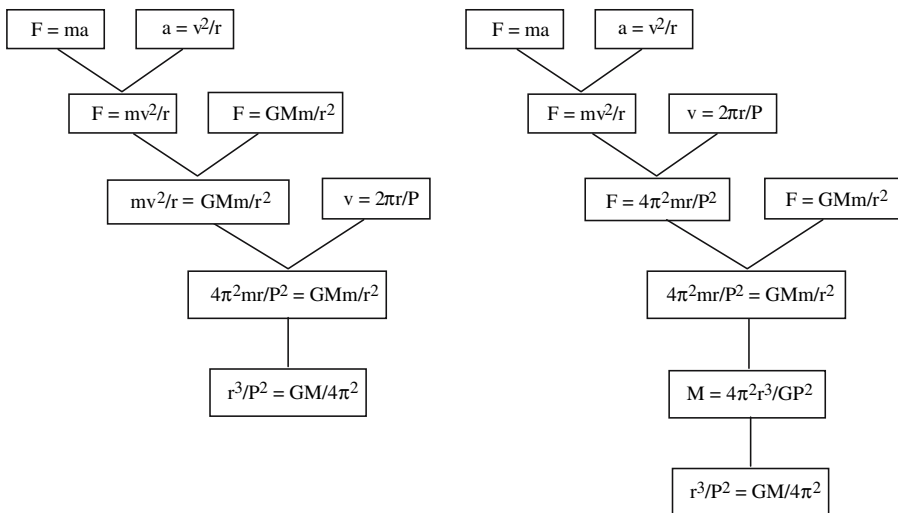 F = ma
a = v²/r
F = mv²/r
F = GMm/r²
mv²/r = GMm/r²
v = 2πr/P
4π²mr/P² = GMm/r²
r³/P² = GM/4π²
F = ma
a = v²/r
F = mv²/r
v = 2πr/P
F = 4π²mr/P²
F = GMm/r²
4π²mr/P² = GMm/r²
M = 4π²r³/GP²
r³/P² = GM/4π²